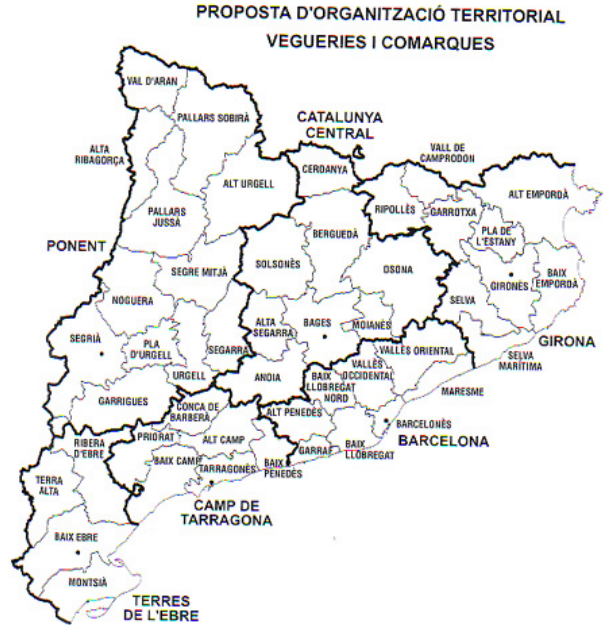 PROPOSTA D'ORGANITZACIÓ TERRITORIAL
VEGUERIES I COMARQUES
VAL D'ARAN
PALLARS SOBIRÀ
CATALUNYA
CENTRAL
ALTA
RIBAGORÇA
VALL DE
CAMPRODON
CERDANYA
ALT URGELL
ALT EMPORDÀ
RIPOLLÈS
GARROTXA
PALLARS
JUSSÀ
BERGUEDÀ
PLA DE
L'ESTANY
PONENT
SEGRE MITJÀ
SOLSONÈS
OSONA
GIRONÈS
BAIX
EMPORDÀ
NOGUERA
SELVA
SEGRIÀ
PLA
D'URGELL
SEGARRA
ALTA
SEGARRA
BAGES
MOIANÈS
GIRONA
VALLÈS ORIENTAL
SELVA
MARÍTIMA
URGELL
ANOIA
BAIX
LLOBREGAT
NORD
VALLÈS
OCCIDENTAL
MARESME
GARRIGUES
CONCA DE
BARBERÀ
ALT PENEDÈS
BARCELONÈS
BARCELONA
RIBERA
D'EBRE
PRIORAT
ALT CAMP
GARRAF
BAIX
LLOBREGAT
BAIX CAMP
TARRAGONÈS
BAIX
PENEDÈS
TERRA
ALTA
CAMP DE
TARRAGONA
BAIX EBRE
MONTSIÀ
TERRES
DE L'EBRE